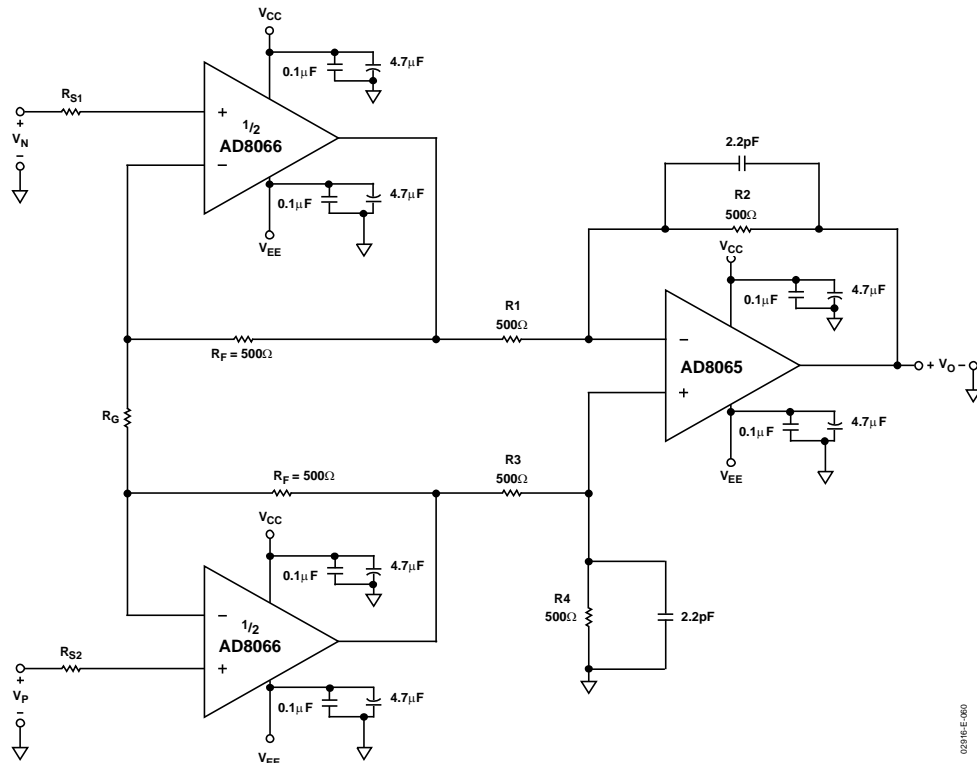 VCC
4.7μF
0.1μF
RS1
+
VN
−
+
1/2
AD8066
−
4.7μF
0.1μF
VEE
2.2pF
R2
500Ω
VCC
4.7μF
0.1μF
R1
500Ω
RF = 500Ω
−
AD8065
+
+ VO −
4.7μF
0.1μF
VEE
RG
R3
500Ω
RF = 500Ω
VCC
4.7μF
0.1μF
R4
500Ω
2.2pF
−
1/2
AD8066
+
RS2
+
VP
−
4.7μF
0.1μF
VEE
02916-E-060